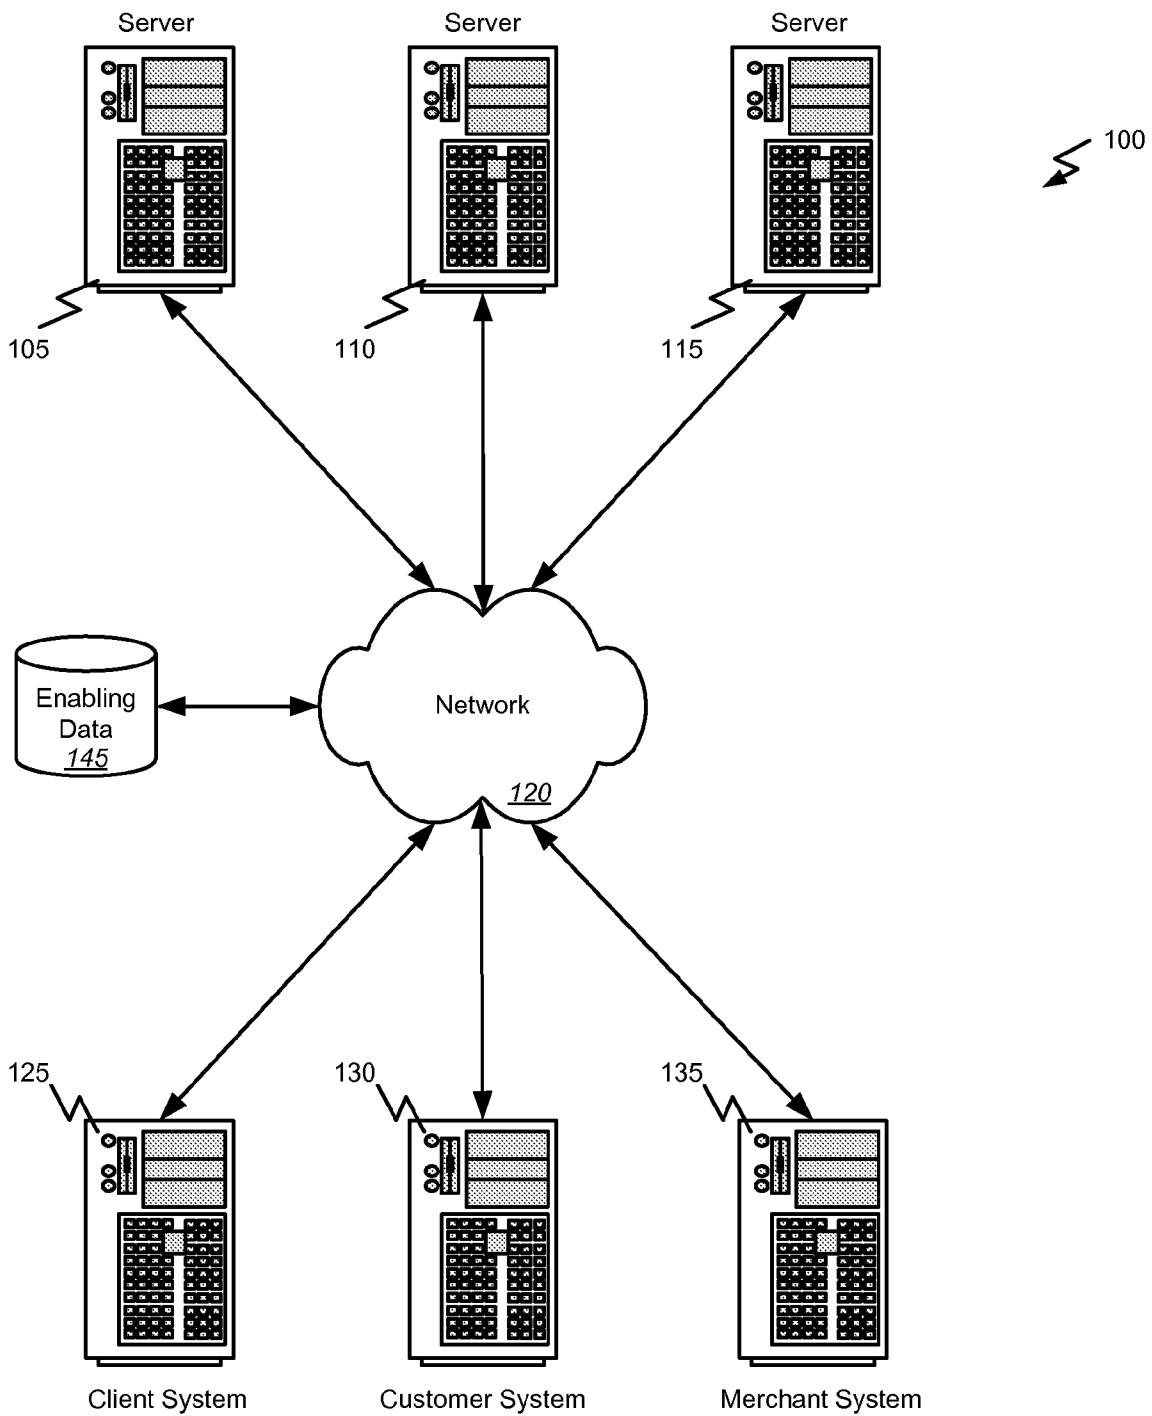 Server
Server
Server
100
105
110
115
Enabling
Data
145
Network
120
125
130
135
Client System
Customer System
Merchant System